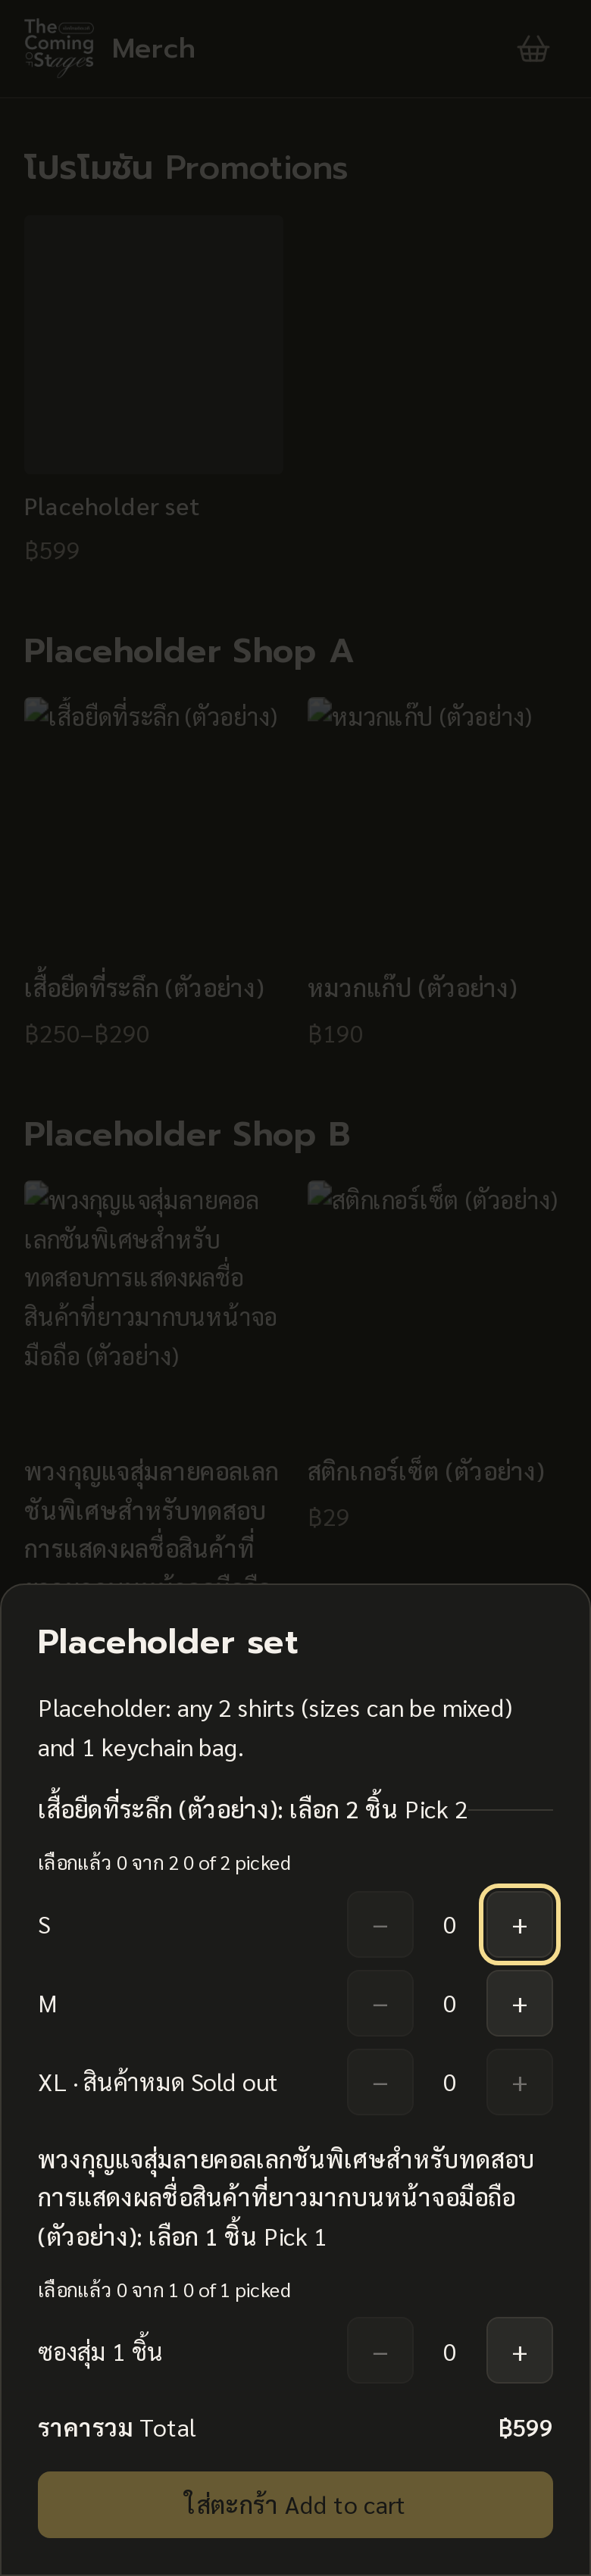 The
Coming
Stages
Merch
โปรโมชัน Promotions
Placeholder set
฿599
Placeholder Shop A
เสื้อยืดที่ระลึก (ตัวอย่าง)
หมวกแก๊ป (ตัวอย่าง)
เสื้อยืดที่ระลึก (ตัวอย่าง)
หมวกแก๊ป (ตัวอย่าง)
฿250–฿290
฿190
Placeholder Shop B
พวงกุญแจสุ่มลายคอล
เลกชันพิเศษสำหรับ
ทดสอบการแสดงผลชื่อ
สินค้าที่ยาวมากบนหน้าจอ
มือถือ (ตัวอย่าง)
สติกเกอร์เซ็ต (ตัวอย่าง)
พวงกุญแจสุ่มลายคอลเลก
ชันพิเศษสำหรับทดสอบ
การแสดงผลชื่อสินค้าที่
สติกเกอร์เซ็ต (ตัวอย่าง)
฿29
Placeholder set
Placeholder: any 2 shirts (sizes can be mixed)
and 1 keychain bag.
เสื้อยืดที่ระลึก (ตัวอย่าง): เลือก 2 ชิ้น Pick 2
เลือกแล้ว 0 จาก 2 0 of 2 picked
S − 0 +
M − 0 +
XL · สินค้าหมด Sold out − 0 +
พวงกุญแจสุ่มลายคอลเลกชันพิเศษสำหรับทดสอบ
การแสดงผลชื่อสินค้าที่ยาวมากบนหน้าจอมือถือ
(ตัวอย่าง): เลือก 1 ชิ้น Pick 1
เลือกแล้ว 0 จาก 1 0 of 1 picked
ซองสุ่ม 1 ชิ้น − 0 +
ราคารวม Total ฿599
ใส่ตะกร้า Add to cart